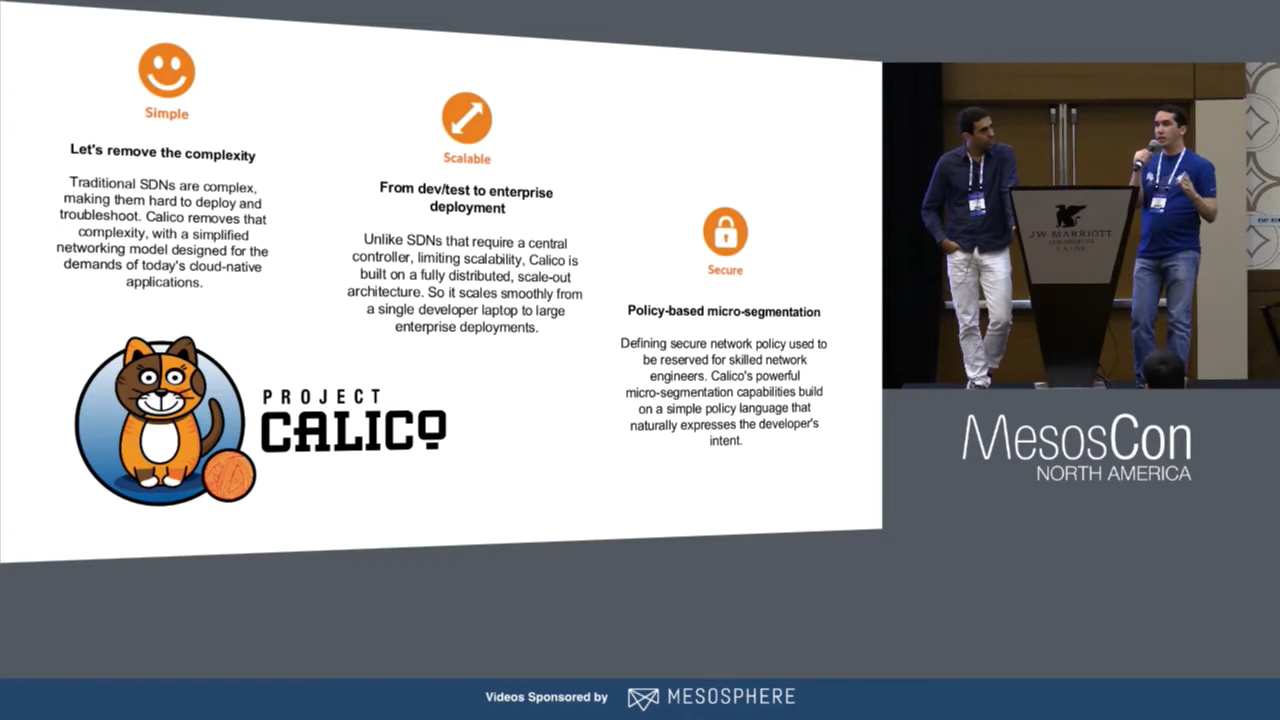 Simple
Let's remove the complexity
Traditional SDNs are complex,
making them hard to deploy and
troubleshoot. Calico removes that
complexity, with a simplified
networking model designed for the
demands of today's cloud-native
applications.
Scalable
From dev/test to enterprise
deployment
Unlike SDNs that require a central
controller, limiting scalability, Calico is
built on a fully distributed, scale-out
architecture. So it scales smoothly from
a single developer laptop to large
enterprise deployments.
Secure
Policy-based micro-segmentation
Defining secure network policy used to
be reserved for skilled network
engineers. Calico's powerful
micro-segmentation capabilities build
on a simple policy language that
naturally expresses the developer's
intent.
PROJECT
CALICO
JW MARRIOTT
MesosCon
NORTH AMERICA
Videos Sponsored by
MESOSPHERE